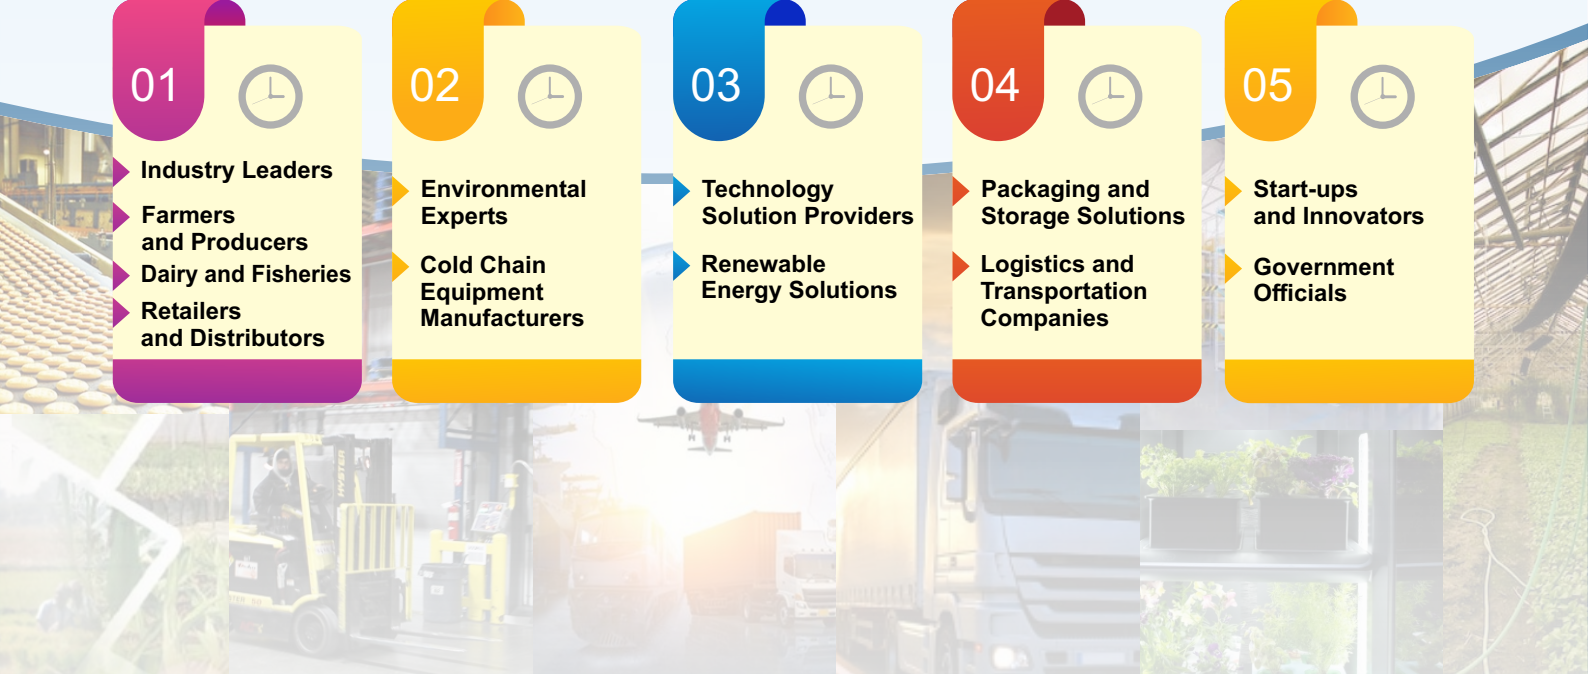 01
Industry Leaders
Farmers
and Producers
Dairy and Fisheries
Retailers
and Distributors
02
Environmental
Experts
Cold Chain
Equipment
Manufacturers
03
Technology
Solution Providers
Renewable
Energy Solutions
04
Packaging and
Storage Solutions
Logistics and
Transportation
Companies
05
Start-ups
and Innovators
Government
Officials
HYSTER